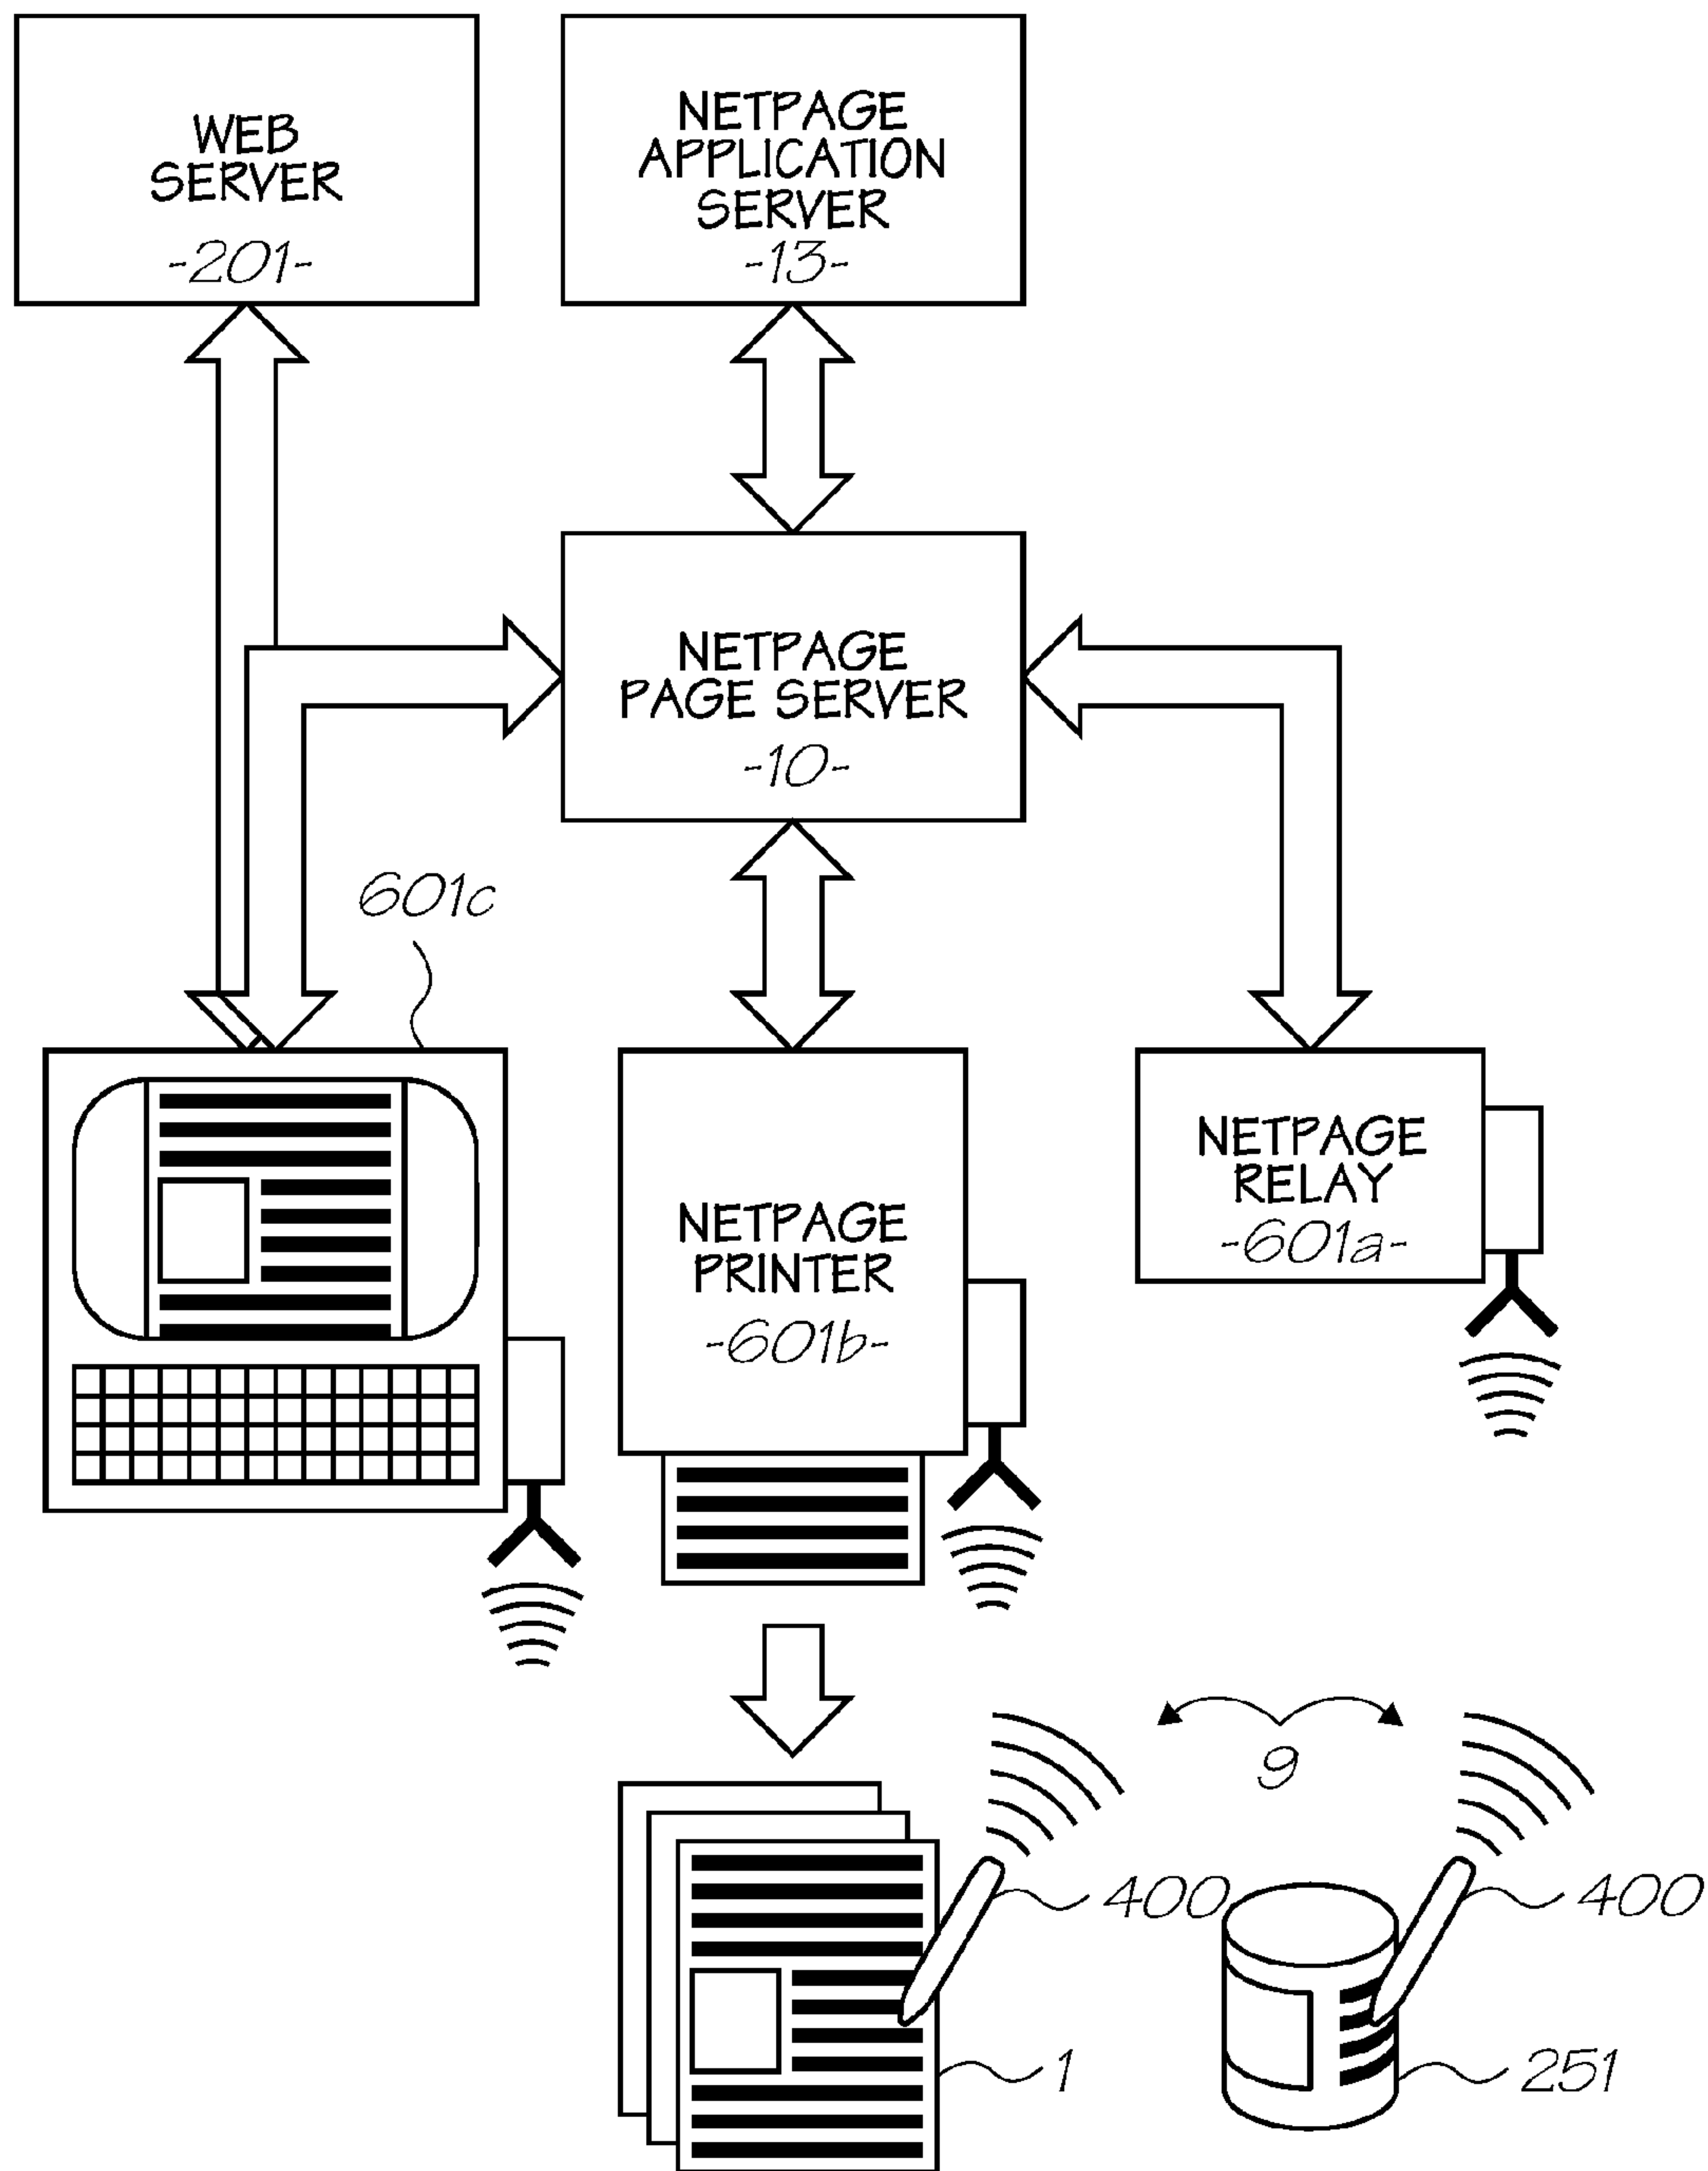 WEB
SERVER
-201-
NETPAGE
APPLICATION
SERVER
-13-
NETPAGE
PAGE SERVER
-10-
601c
NETPAGE
PRINTER
-601b-
NETPAGE
RELAY
-601a-
9
400
400
1
251